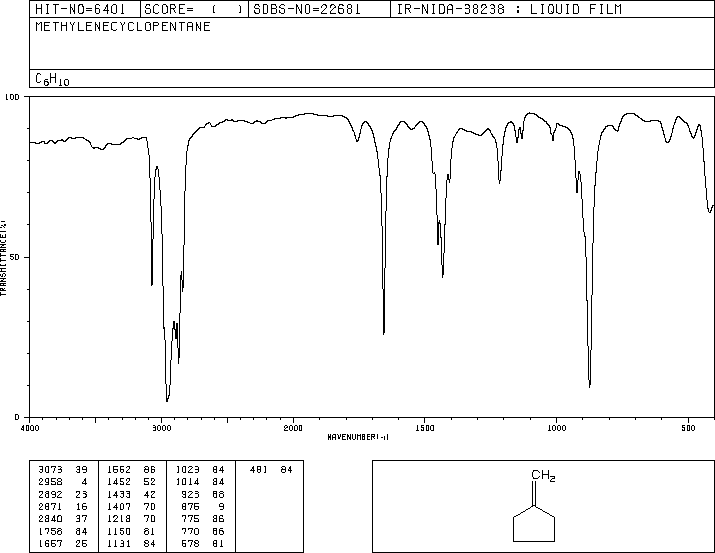 HIT-NO=6401 |SCORE= ( )|SDBS-NO=22681 |IR-NIDA-38238 : LIQUID FILM
METHYLENECYCLOPENTANE
C6H10
100
50
0
TRANSMITTANCE(%)
4000 3000 2000 1500 1000 500
WAVENUMBER(-1)
3073 39 86 1023 84 481 84
2958 4 1452 52 1014 84
2892 23 1433 42 923 68
2871 16 1407 70 876 9
2840 37 1218 70 775 86
1756 84 1150 81 770 86
1657 25 1131 84 81
CH2